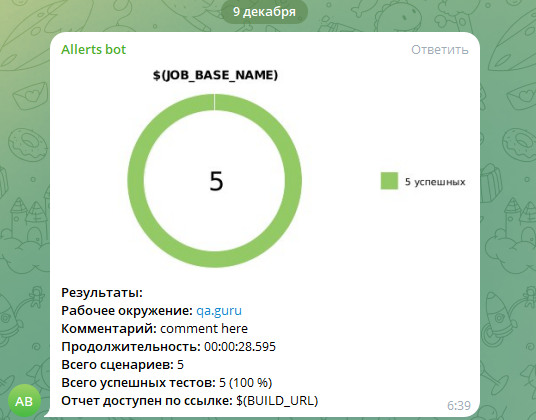 9 декабря
Allerts bot
Ответить
$(JOB_BASE_NAME)
5
5 успешных
Результаты:
Рабочее окружение: qa.guru
Комментарий: comment here
Продолжительность: 00:00:28.595
Всего сценариев: 5
Всего успешных тестов: 5 (100 %)
Отчет доступен по ссылке: $(BUILD_URL)
AB
6:39